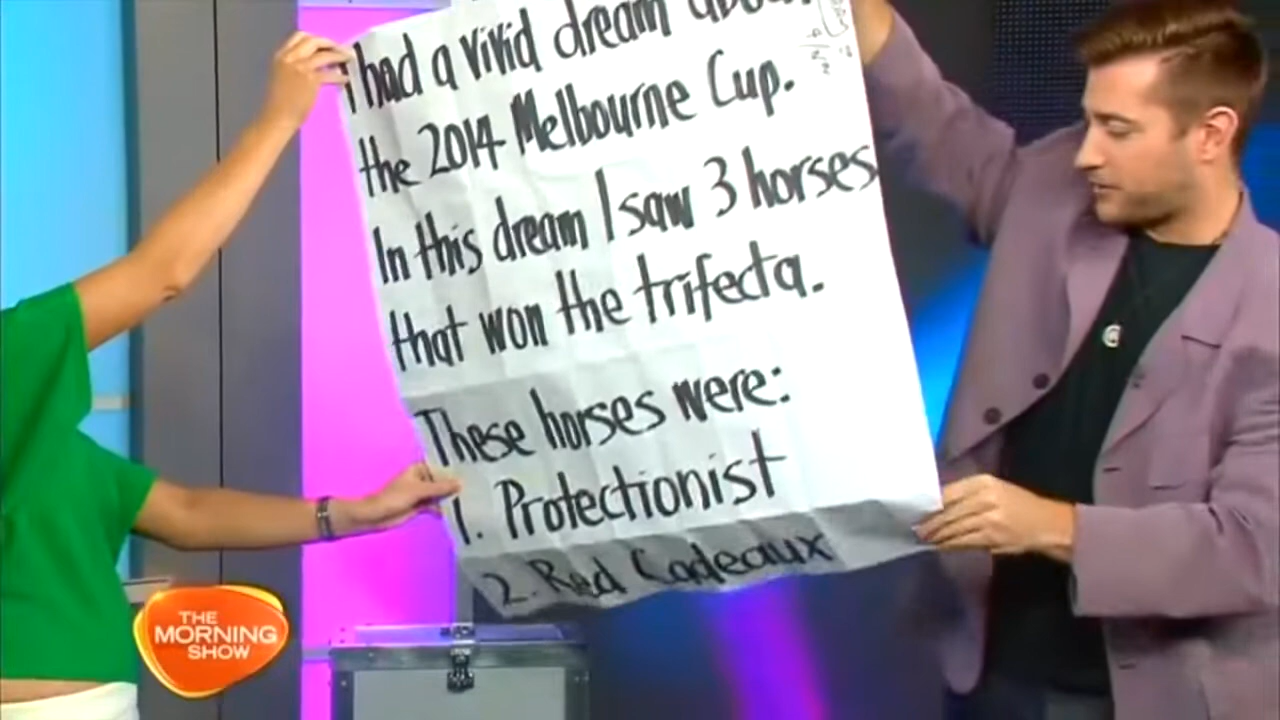 I had a vivid dream about
the 2014 Melbourne Cup.
In this dream I saw 3 horses
that won the trifecta.
These horses were:
1. Protectionist
2. Red Cadeaux
THE
MORNING
SHOW